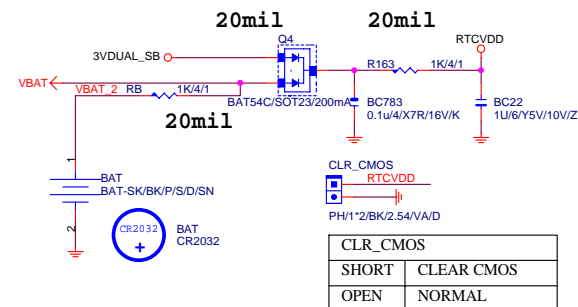 20mil
20mil
Q4
RTCVDD
3VDUAL_SB
R163
1K/4/1
VBAT
VBAT_2
RB
1K/4/1
BAT54C/SOT23/200mA
BC783
0.1u/4/X7R/16V/K
BC22
1U/6/Y5V/10V/Z
20mil
1
BAT
BAT-SK/BK/P/S/D/SN
2
CR2032
+
BAT
CR2032
CLR_CMOS
RTCVDD
PH/1*2/BK/2.54/VA/D
CLR_CMOS
SHORT CLEAR CMOS
OPEN NORMAL